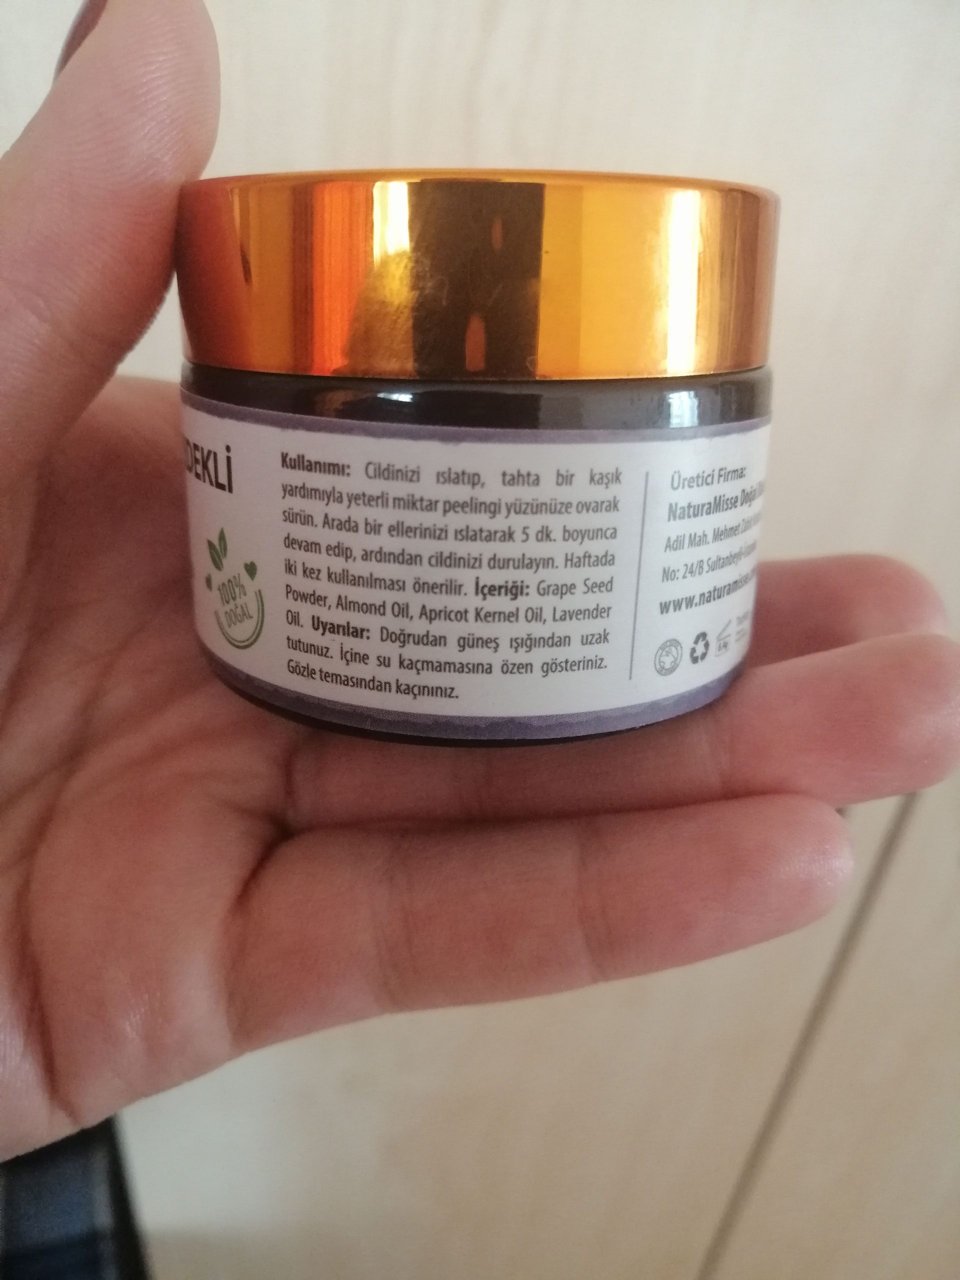 DEKLİ
100%
DOĞAL
Kullanımı: Cildinizi ıslatıp, tahta bir kaşık
yardımıyla yeterli miktar peelingi yüzünüze ovarak
sürün. Arada bir ellerinizi ıslatarak 5 dk. boyunca
devam edip, ardından cildinizi durulayın. Haftada
iki kez kullanılması önerilir. İçeriği: Grape Seed
Powder, Almond Oil, Apricot Kernel Oil, Lavender
Oil. Uyarılar: Doğrudan güneş ışığından uzak
tutunuz. İçine su kaçmamasına özen gösteriniz.
Gözle temasından kaçınınız.
Üretici Firma:
NaturaMisse Doğal
Adil Mah. Mehmet
No: 24/B Sultanbeyli
www.naturamisse.